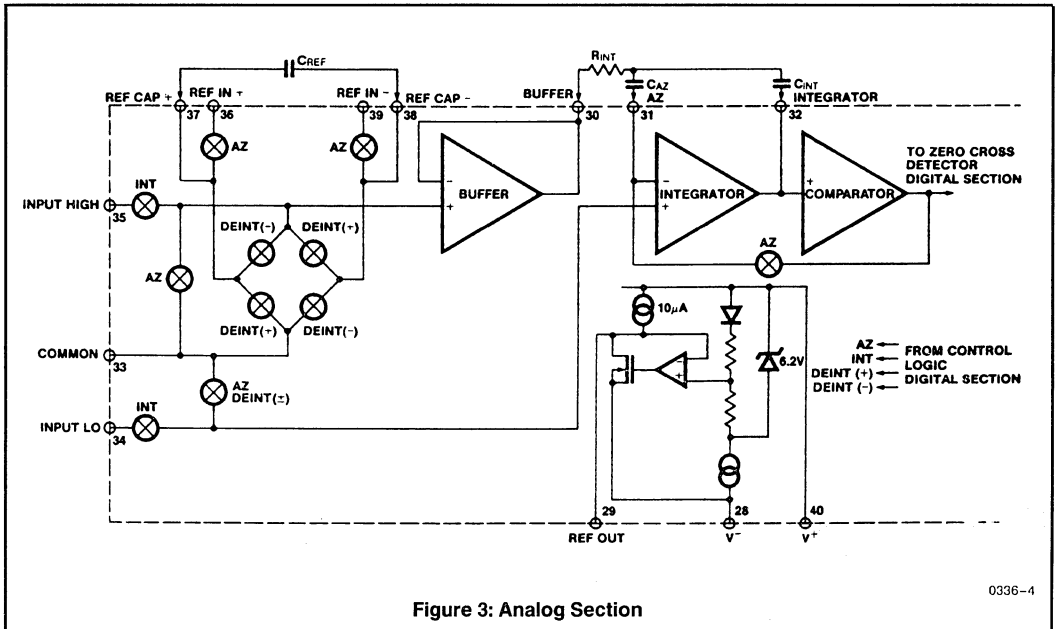 CREF
RINT
REF CAP +
REF IN +
REF IN -
REF CAP -
BUFFER
CAZ
AZ
CINT
INTEGRATOR
37
36
39
38
30
31
32
AZ
AZ
TO ZERO CROSS
DETECTOR
DIGITAL SECTION
INT
INPUT HIGH
35
-
+
BUFFER
-
+
INTEGRATOR
+
COMPARATOR
DEINT(-)
DEINT(+)
AZ
AZ
DEINT(+)
DEINT(-)
10µA
COMMON
33
AZ
DEINT(±)
-
+
6.2V
AZ
INT
DEINT (+)
DEINT (-)
FROM CONTROL
LOGIC
DIGITAL SECTION
INT
INPUT LO
34
29
28
40
REF OUT
V-
V+
0336-4
Figure 3: Analog Section